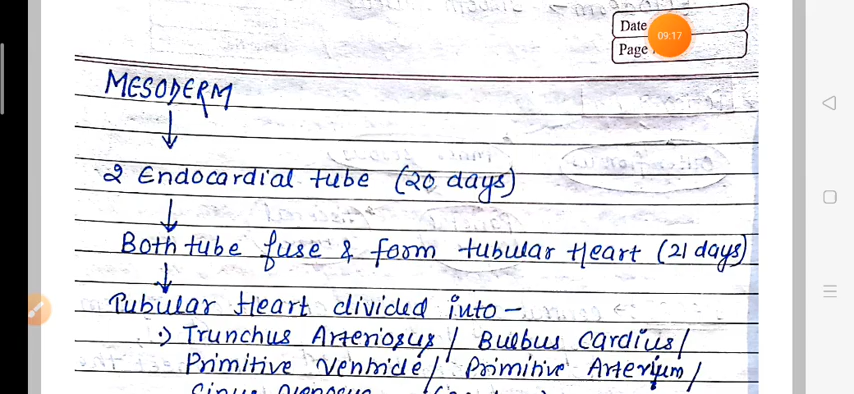 Date
09:17
Page
MESODERM
↓
2 Endocardial tube (20 days)
↓
Both tube fuse & form tubular Heart (21 days)
↓
Tubular Heart divided into -
Trunchus Arteriosus / Bulbus Cardius /
Primitive Ventricle / Primitive Arterium /